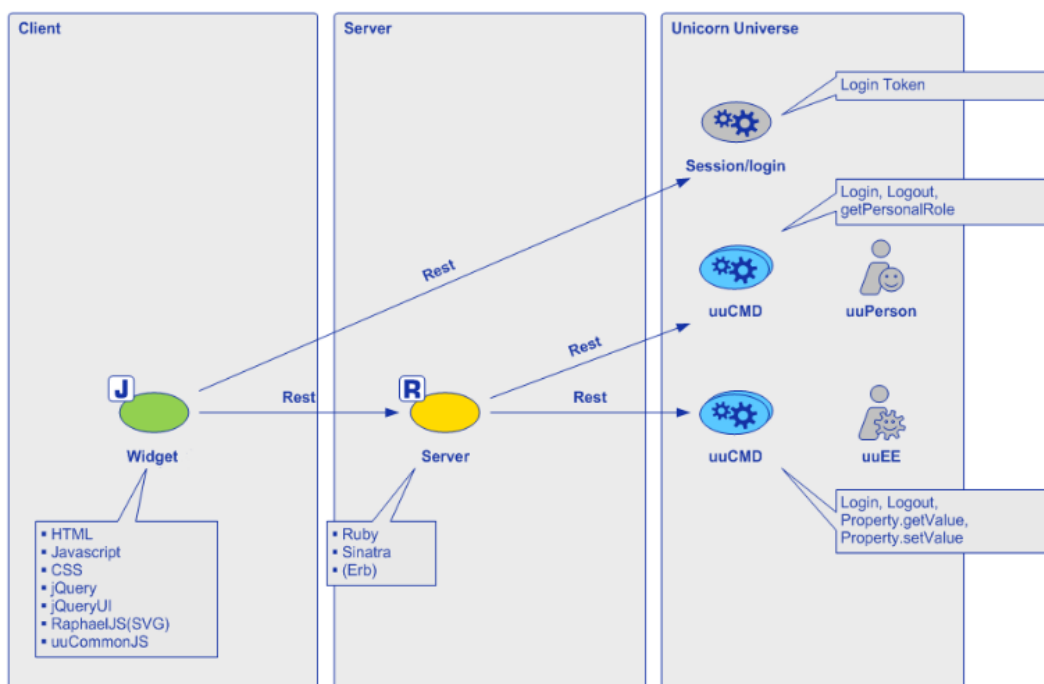 Client
Server
Unicorn Universe
Login Token
Session/login
Login, Logout,
getPersonalRole
Rest
uuCMD
uuPerson
Rest
J
Rest
R
Rest
Widget
Server
uuCMD
uuEE
▪ HTML
▪ Javascript
▪ CSS
▪ jQuery
▪ jQueryUI
▪ RaphaelJS(SVG)
▪ uuCommonJS
▪ Ruby
▪ Sinatra
▪ (Erb)
Login, Logout,
Property.getValue,
Property.setValue